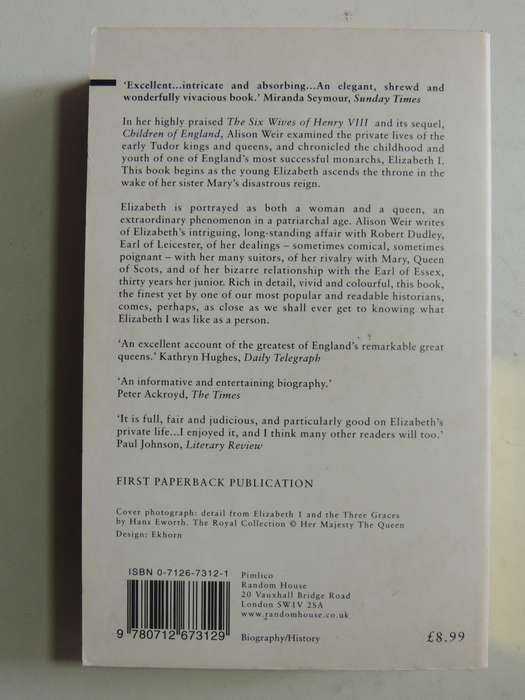 ‘Excellent...intricate and absorbing...An elegant, shrewd and
wonderfully vivacious book.’ Miranda Seymour, Sunday Times
In her highly praised The Six Wives of Henry VIII and its sequel,
Children of England, Alison Weir examined the private lives of the
early Tudor kings and queens, and chronicled the childhood and
youth of one of England’s most successful monarchs, Elizabeth I.
This book begins as the young Elizabeth ascends the throne in the
wake of her sister Mary’s disastrous reign.
Elizabeth is portrayed as both a woman and a queen, an
extraordinary phenomenon in a patriarchal age. Alison Weir writes
of Elizabeth’s intriguing, long-standing affair with Robert Dudley,
Earl of Leicester, of her dealings – sometimes comical, sometimes
poignant – with her many suitors, of her rivalry with Mary, Queen
of Scots, and of her bizarre relationship with the Earl of Essex,
thirty years her junior. Rich in detail, vivid and colourful, this book,
the finest yet by one of our most popular and readable historians,
comes, perhaps, as close as we shall ever get to knowing what
Elizabeth I was like as a person.
‘An excellent account of the greatest of England’s remarkable great
queens.’ Kathryn Hughes, Daily Telegraph
‘An informative and entertaining biography.’
Peter Ackroyd, The Times
‘It is full, fair and judicious, and particularly good on Elizabeth’s
private life...I enjoyed it, and I think many other readers will too.’
Paul Johnson, Literary Review
FIRST PAPERBACK PUBLICATION
Cover photograph: detail from Elizabeth I and the Three Graces
by Hans Eworth. The Royal Collection © Her Majesty The Queen
Design: Ekhorn
ISBN 0-7126-7312-1
9 780712 673129
Pimlico
Random House
20 Vauxhall Bridge Road
London SW1V 2SA
www.randomhouse.co.uk
Biography/History
£8.99